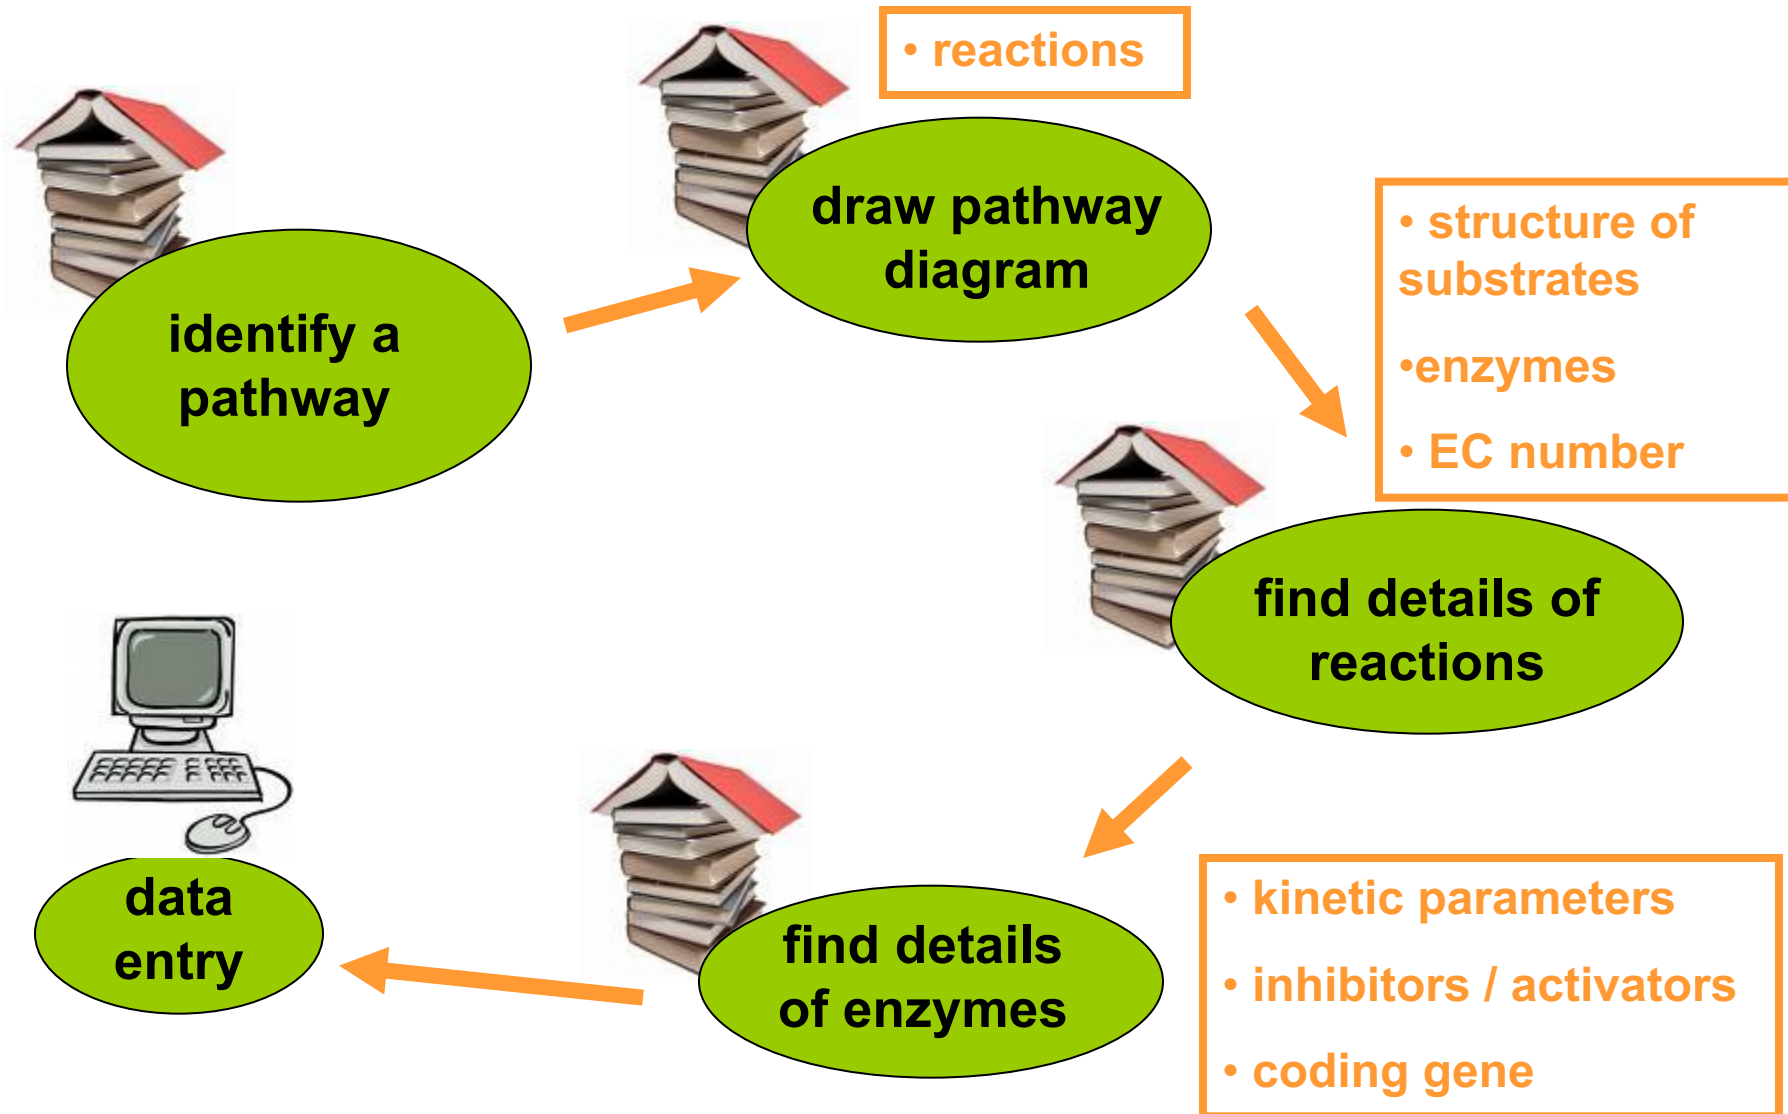 identify a
pathway
• reactions
draw pathway
diagram
• structure of
substrates
•enzymes
• EC number
find details of
reactions
• kinetic parameters
• inhibitors / activators
• coding gene
find details
of enzymes
data
entry